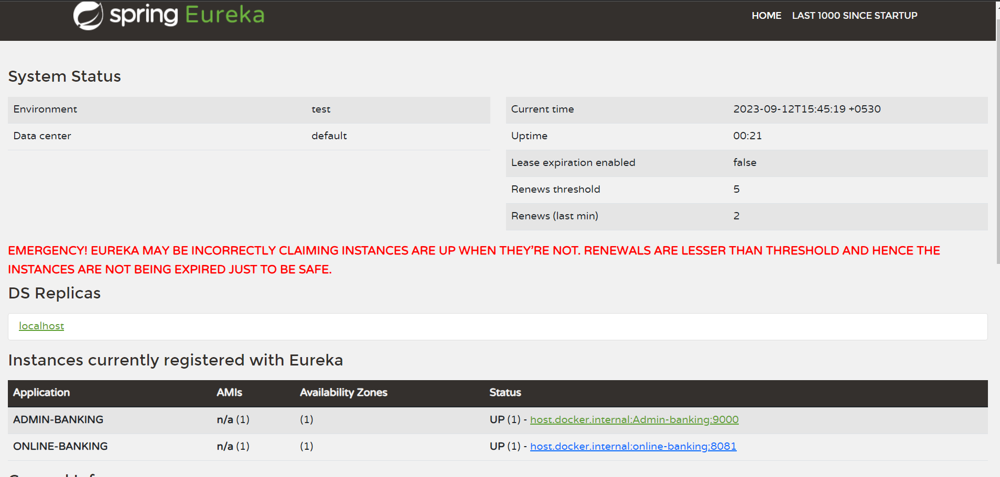 spring Eureka
HOME LAST 1000 SINCE STARTUP
System Status
Environment test
Data center default
Current time 2023-09-12T15:45:19 +0530
Uptime 00:21
Lease expiration enabled false
Renews threshold 5
Renews (last min) 2
EMERGENCY! EUREKA MAY BE INCORRECTLY CLAIMING INSTANCES ARE UP WHEN THEY’RE NOT. RENEWALS ARE LESSER THAN THRESHOLD AND HENCE THE
INSTANCES ARE NOT BEING EXPIRED JUST TO BE SAFE.
DS Replicas
localhost
Instances currently registered with Eureka
Application AMIs Availability Zones Status
ADMIN-BANKING n/a (1) (1) UP (1) - host.docker.internal:Admin-banking:9000
ONLINE-BANKING n/a (1) (1) UP (1) - host.docker.internal:online-banking:8081